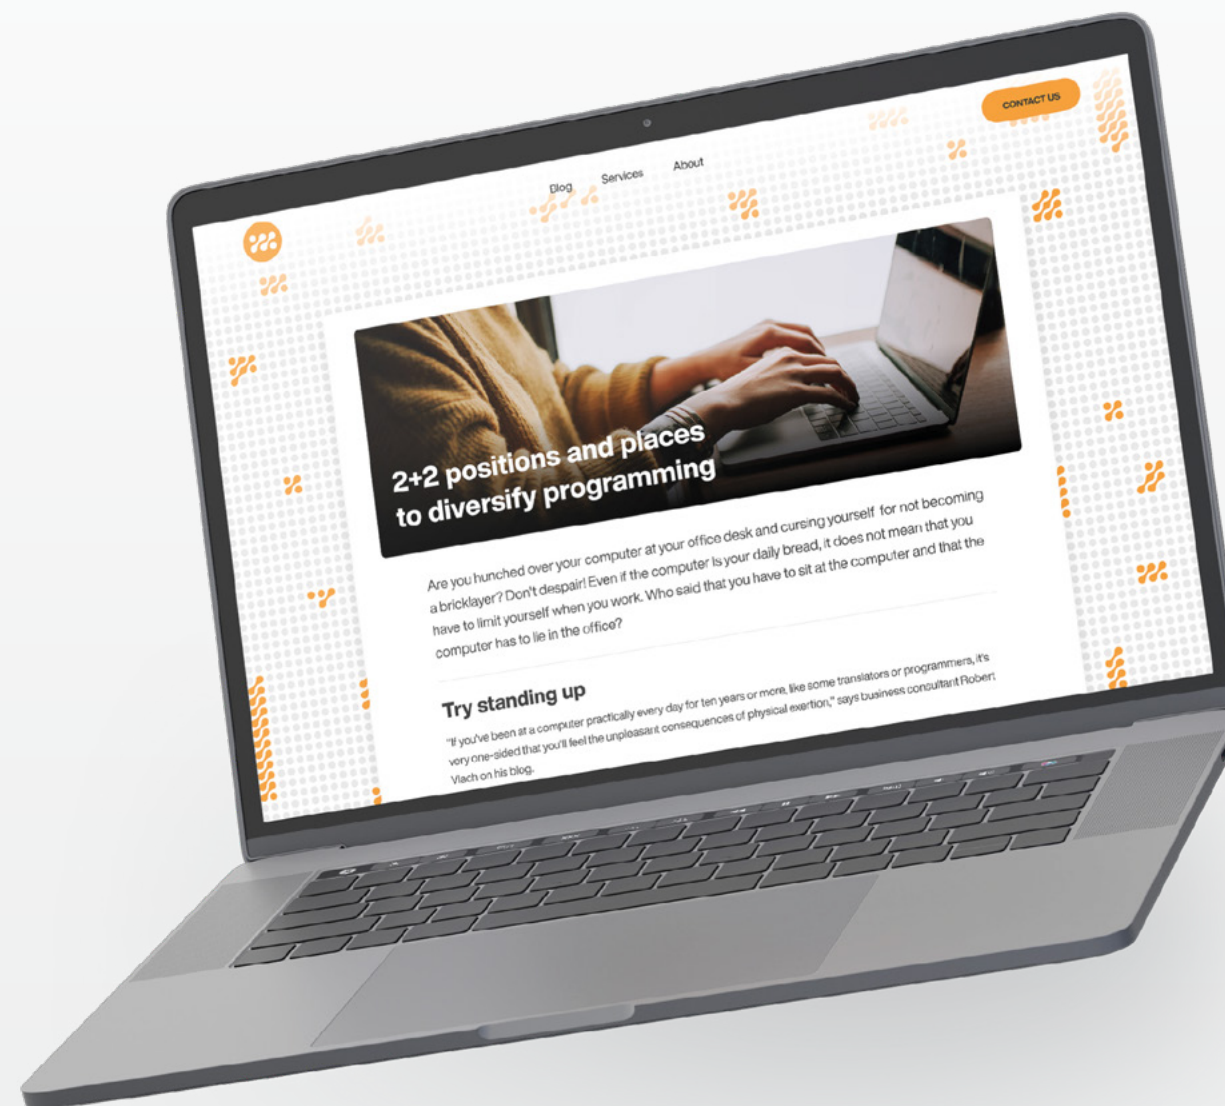 Blog Services About
CONTACT US
2+2 positions and places
to diversify programming
Are you hunched over your computer at your office desk and cursing yourself for not becoming
a bricklayer? Don't despair! Even if the computer is your daily bread, it does not mean that you
have to limit yourself when you work. Who said that you have to sit at the computer and that the
computer has to lie in the office?
Try standing up
"If you've been at a computer practically every day for ten years or more, like some translators or programmers, it's
very one-sided that you'll feel the unpleasant consequences of physical exertion," says business consultant Robert
Vlach on his blog.